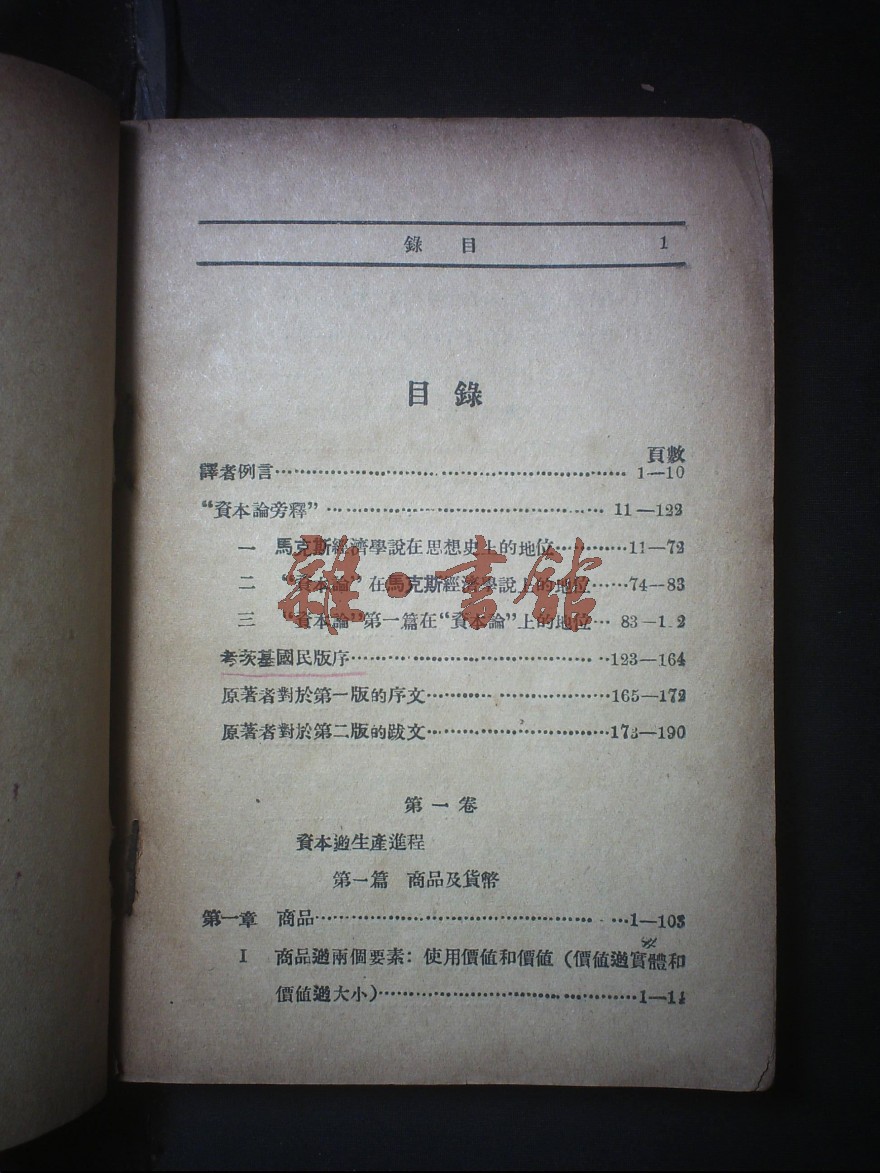 錄 目 1
目錄
頁數
譯者例言 1—10
“資本論旁釋” 11—122
一 馬克斯經濟學說在思想史上的地位 11—72
二 “資本論”在馬克斯經濟學說上的地位 74—83
三 “資本論”第一篇在“資本論”上的地位 83—1.2
考茨基國民版序 123—164
原著者對於第一版的序文 165—172
原著者對於第二版的跋文 173—190
第一卷
資本底生產進程
第一篇 商品及貨幣
第一章 商品 1—103
I 商品底兩個要素:使用價值和價值(價值底實體和
價值底大小) 1—14
雜·書館